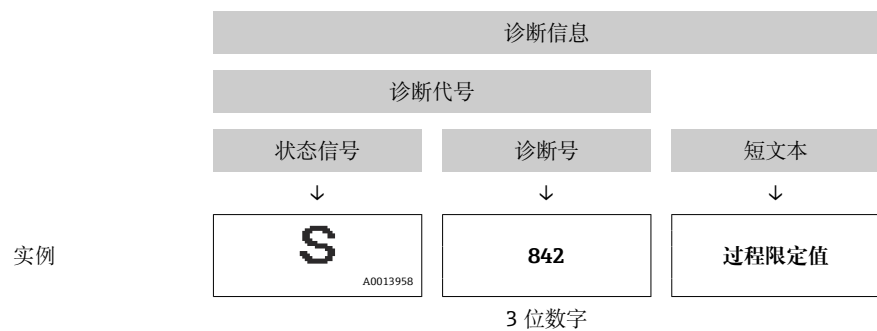 诊断信息
诊断代号
状态信号 诊断号 短文本
↓ ↓ ↓
实例 S 842 过程限定值
A0013958
3 位数字